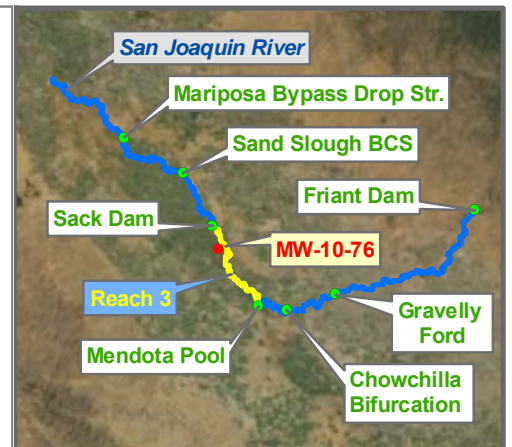 San Joaquin River
Mariposa Bypass Drop Str.
Sand Slough BCS
Friant Dam
Sack Dam
MW-10-76
Reach 3
Gravelly
Ford
Mendota Pool
Chowchilla
Bifurcation